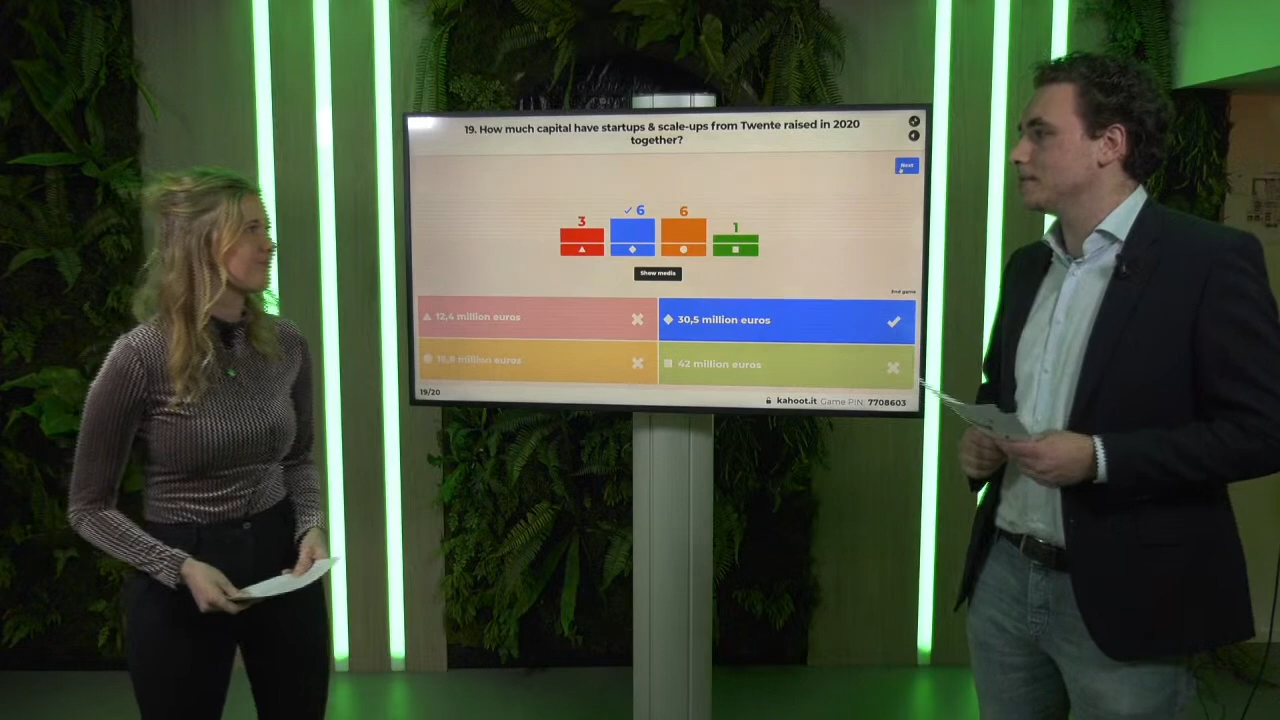 19. How much capital have startups & scale-ups from Twente raised in 2020
together?
Next
3
✓ 6
6
1
Show media
End game
12,4 million euros
30,5 million euros
million euros
42 million euros
19/20
kahoot.it Game PIN: 7708603